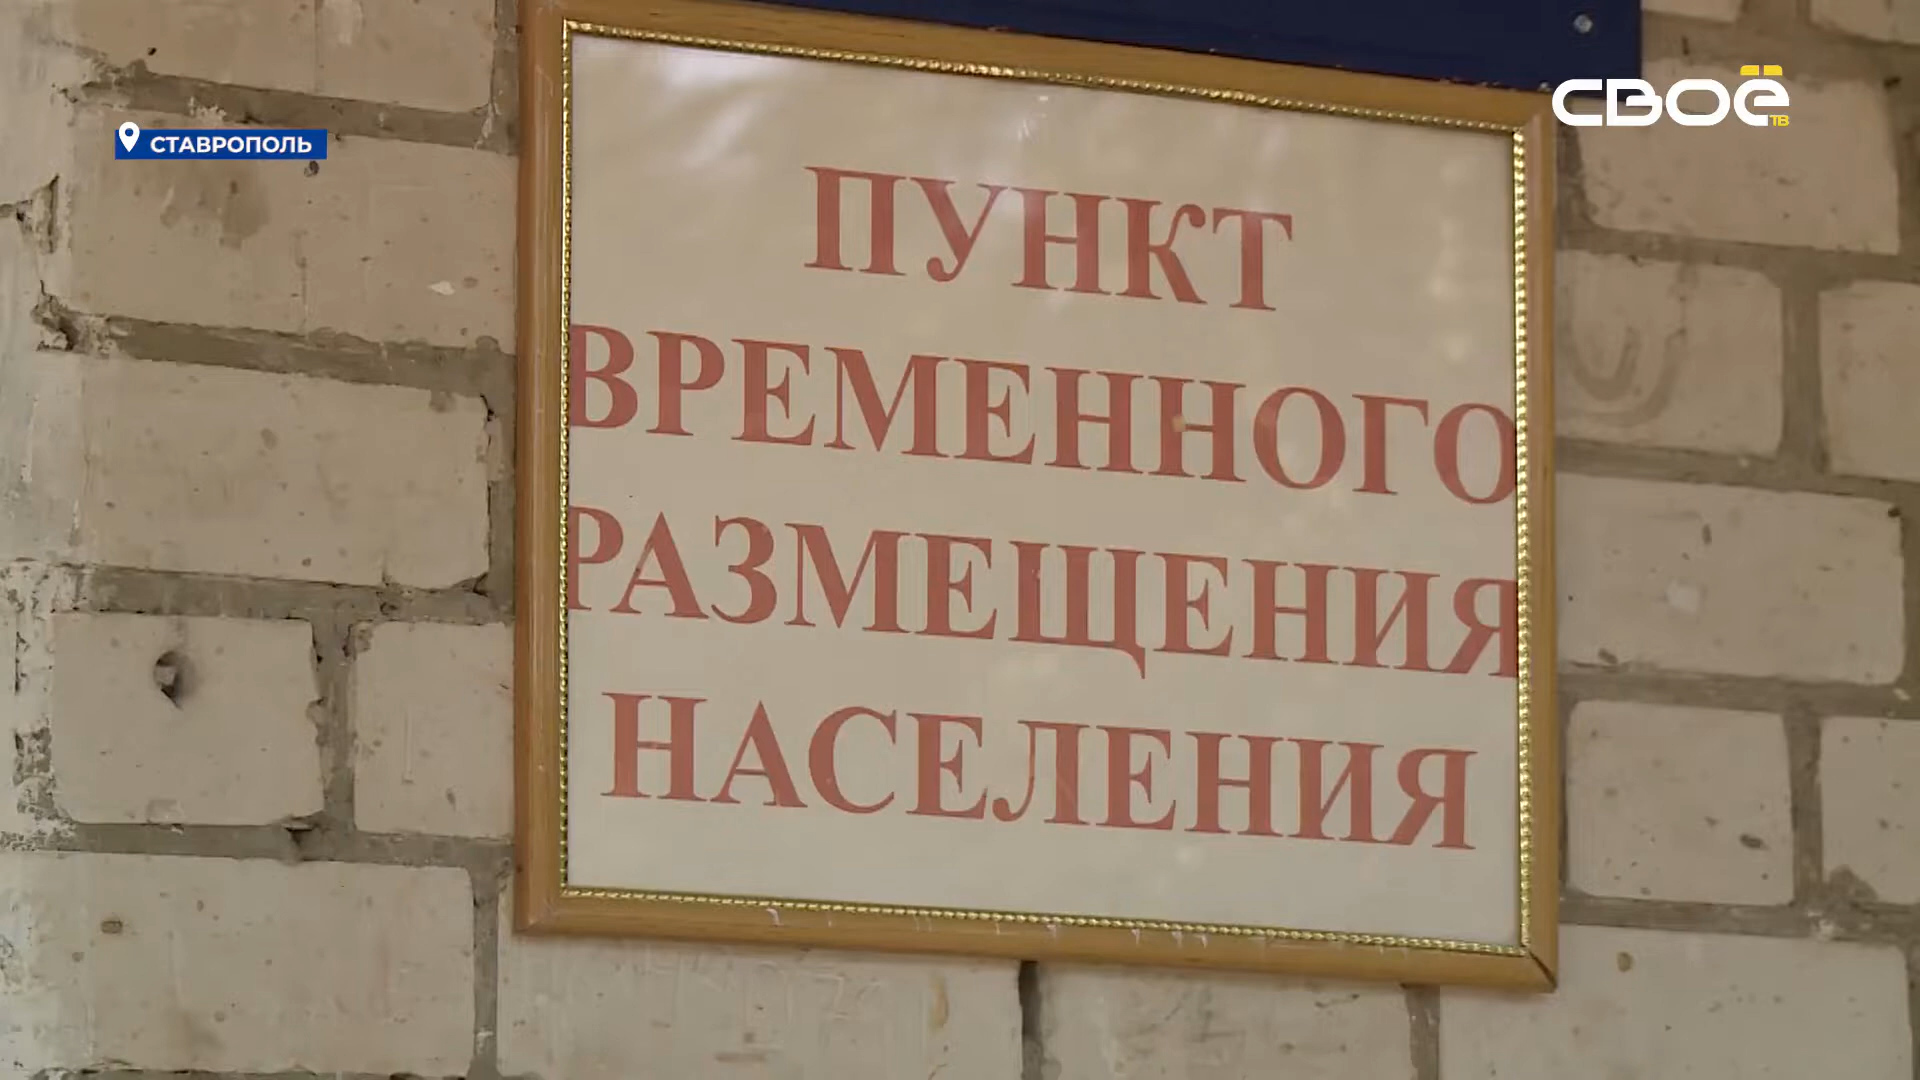 СВОЁ
ТВ
СТАВРОПОЛЬ
ПУНКТ
ВРЕМЕННОГО
РАЗМЕЩЕНИЯ
НАСЕЛЕНИЯ